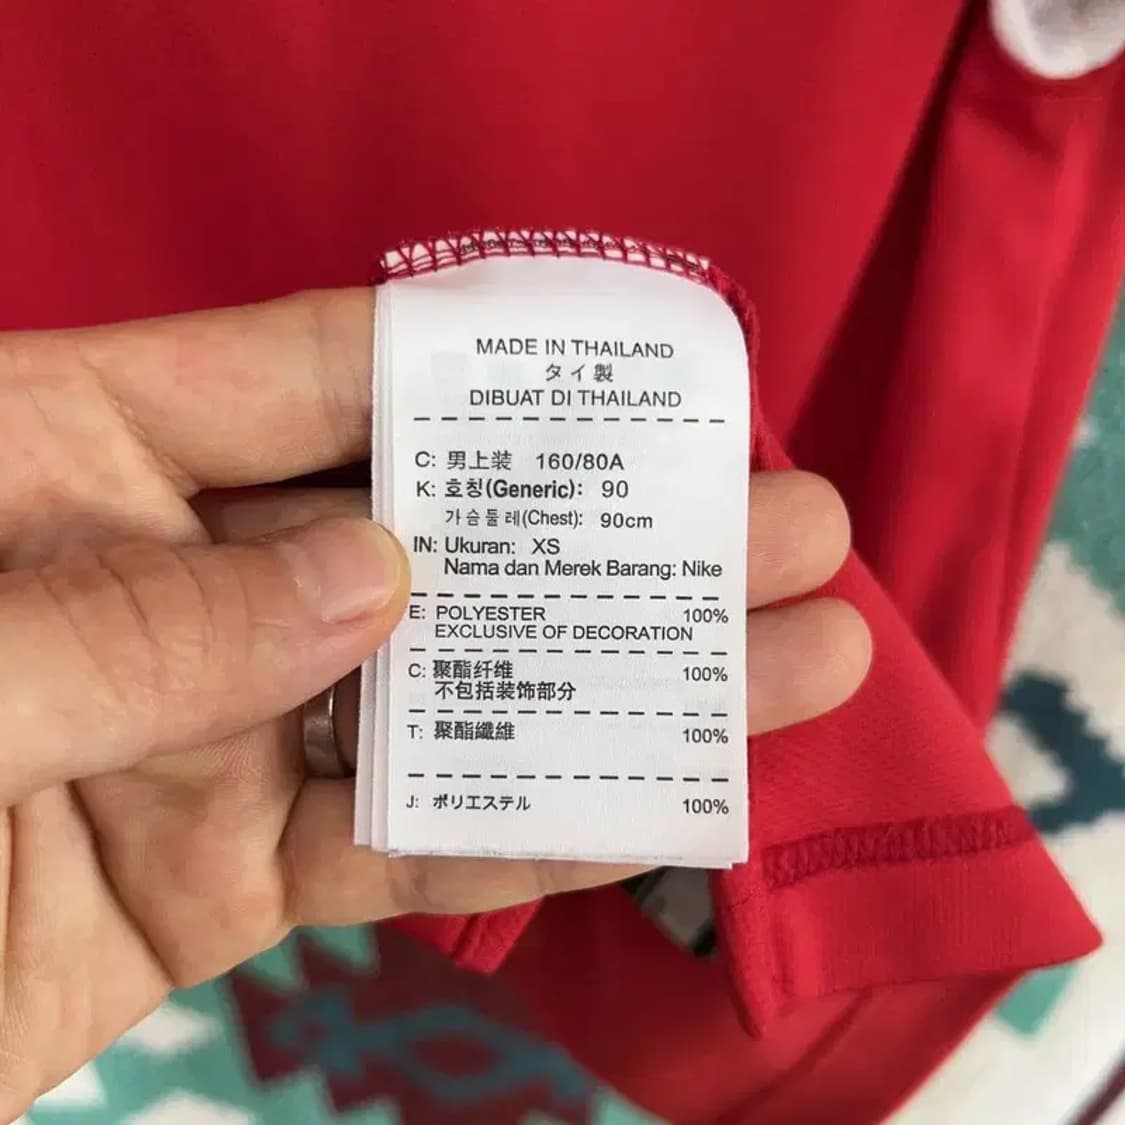 MADE IN THAILAND
タイ製
DIBUAT DI THAILAND
C: 男上装 160/80A
K: 호칭(Generic): 90
가슴둘레(Chest): 90cm
IN: Ukuran: XS
Nama dan Merek Barang: Nike
E: POLYESTER 100%
EXCLUSIVE OF DECORATION
C: 聚酯纤维 100%
不包括装饰部分
T: 聚酯纖維 100%
J: ポリエステル 100%